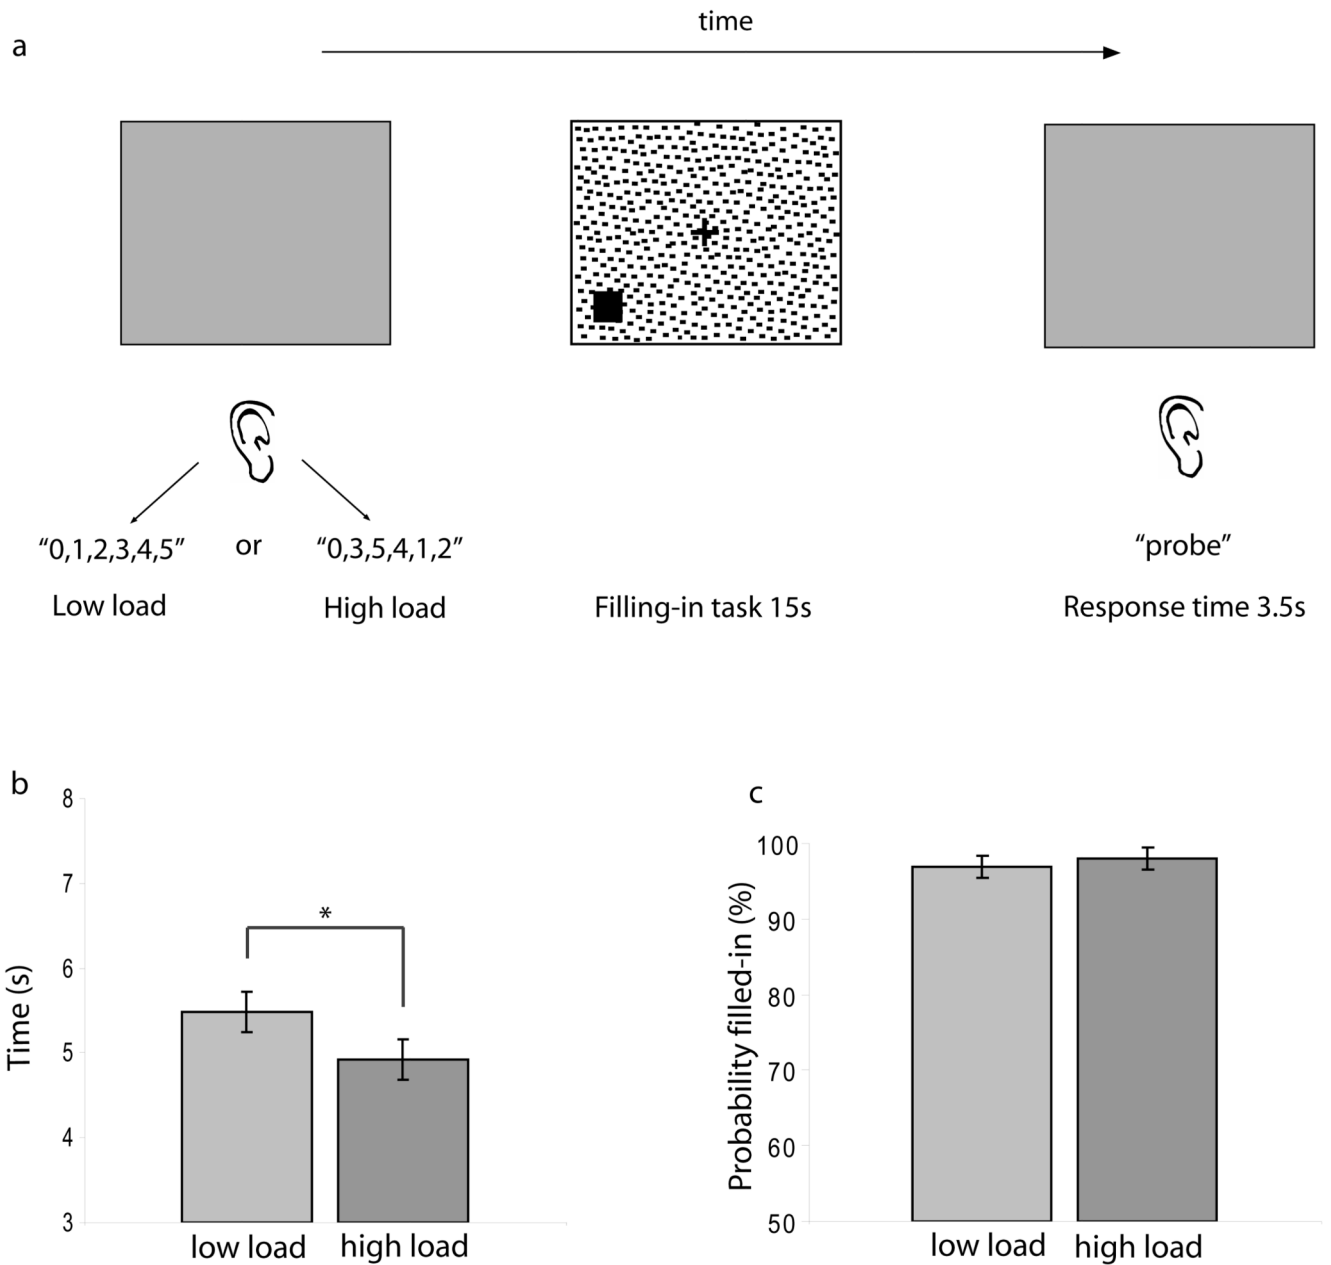 time
a
“0,1,2,3,4,5” or “0,3,5,4,1,2”
Low load
High load
Filling-in task 15s
“probe”
Response time 3.5s
b
8
7
6
5
4
3
Time (s)
*
low load
high load
c
100
90
80
70
60
50
Probability filled-in (%)
low load
high load